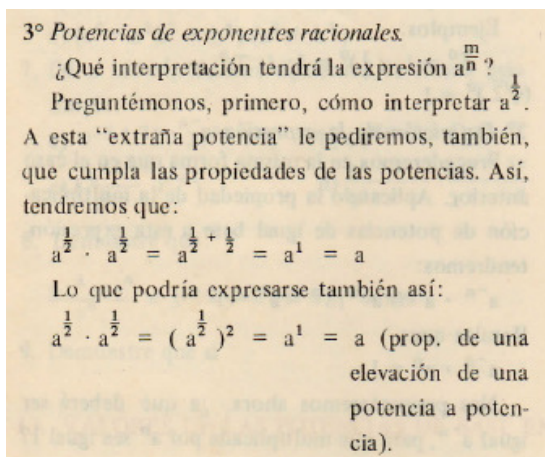 3° Potencias de exponentes racionales.
¿Qué interpretación tendrá la expresión a^(m/n) ?
Preguntémonos, primero, cómo interpretar a^(1/2).
A esta “extraña potencia” le pediremos, también,
que cumpla las propiedades de las potencias. Así,
tendremos que:
a^(1/2) · a^(1/2) = a^(1/2 + 1/2) = a^1 = a
Lo que podría expresarse también así:
a^(1/2) · a^(1/2) = ( a^(1/2) )^2 = a^1 = a (prop. de una
elevación de una
potencia a poten-
cia).